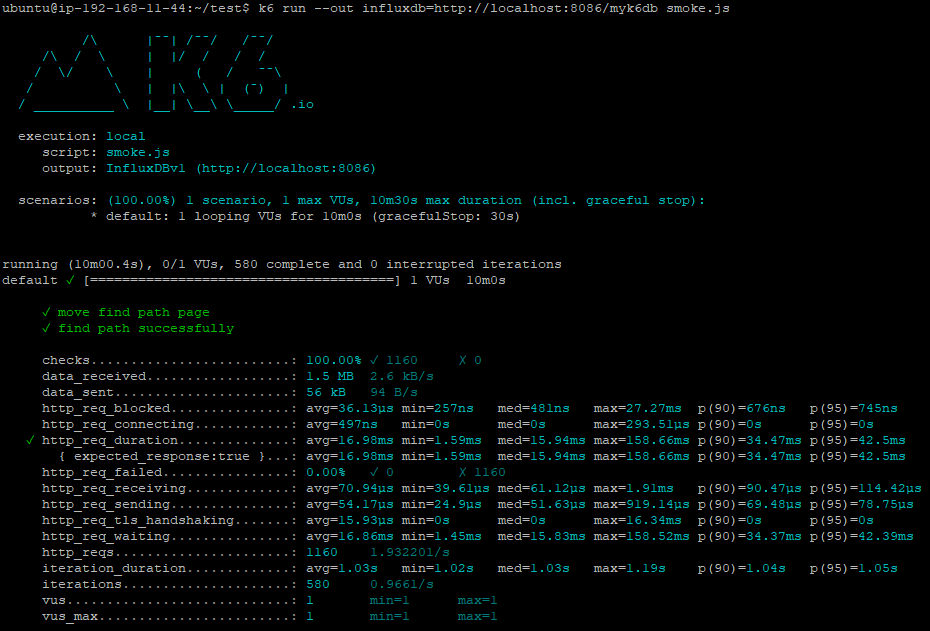 ubuntu@ip-192-168-11-44:~/test$ k6 run --out influxdb=http://localhost:8086/myk6db smoke.js
          /\      |‾‾| /‾‾/   /‾‾/
     /\  /  \     |  |/  /   /  /
    /  \/    \    |     (   /   ‾‾\
   /          \   |  |\  \ |  (‾)  |
  / __________ \  |__| \__\ \_____/ .io
execution: local
script: smoke.js
output: InfluxDBv1 (http://localhost:8086)
scenarios: (100.00%) 1 scenario, 1 max VUs, 10m30s max duration (incl. graceful stop):
* default: 1 looping VUs for 10m0s (gracefulStop: 30s)
running (10m00.4s), 0/1 VUs, 580 complete and 0 interrupted iterations
default ✓ [======================================] 1 VUs  10m0s
✓ move find path page
✓ find path successfully
checks.........................: 100.00% ✓ 1160     ✗ 0
data_received..................: 1.5 MB  2.6 kB/s
data_sent......................: 56 kB   94 B/s
http_req_blocked...............: avg=36.13µs min=257ns   med=481ns   max=27.27ms  p(90)=676ns   p(95)=745ns
http_req_connecting............: avg=497ns   min=0s      med=0s      max=293.51µs p(90)=0s      p(95)=0s
✓ http_req_duration..............: avg=16.98ms min=1.59ms  med=15.94ms max=158.66ms p(90)=34.47ms p(95)=42.5ms
{ expected_response:true }...: avg=16.98ms min=1.59ms  med=15.94ms max=158.66ms p(90)=34.47ms p(95)=42.5ms
http_req_failed................: 0.00%   ✓ 0        ✗ 1160
http_req_receiving.............: avg=70.94µs min=39.61µs med=61.12µs max=1.91ms   p(90)=90.47µs p(95)=114.42µs
http_req_sending...............: avg=54.17µs min=24.9µs  med=51.63µs max=919.14µs p(90)=69.48µs p(95)=78.75µs
http_req_tls_handshaking.......: avg=15.93µs min=0s      med=0s      max=16.34ms  p(90)=0s      p(95)=0s
http_req_waiting...............: avg=16.86ms min=1.45ms  med=15.83ms max=158.52ms p(90)=34.37ms p(95)=42.39ms
http_reqs......................: 1160    1.932201/s
iteration_duration.............: avg=1.03s   min=1.02s   med=1.03s   max=1.19s    p(90)=1.04s   p(95)=1.05s
iterations.....................: 580     0.9661/s
vus............................: 1       min=1      max=1
vus_max........................: 1       min=1      max=1